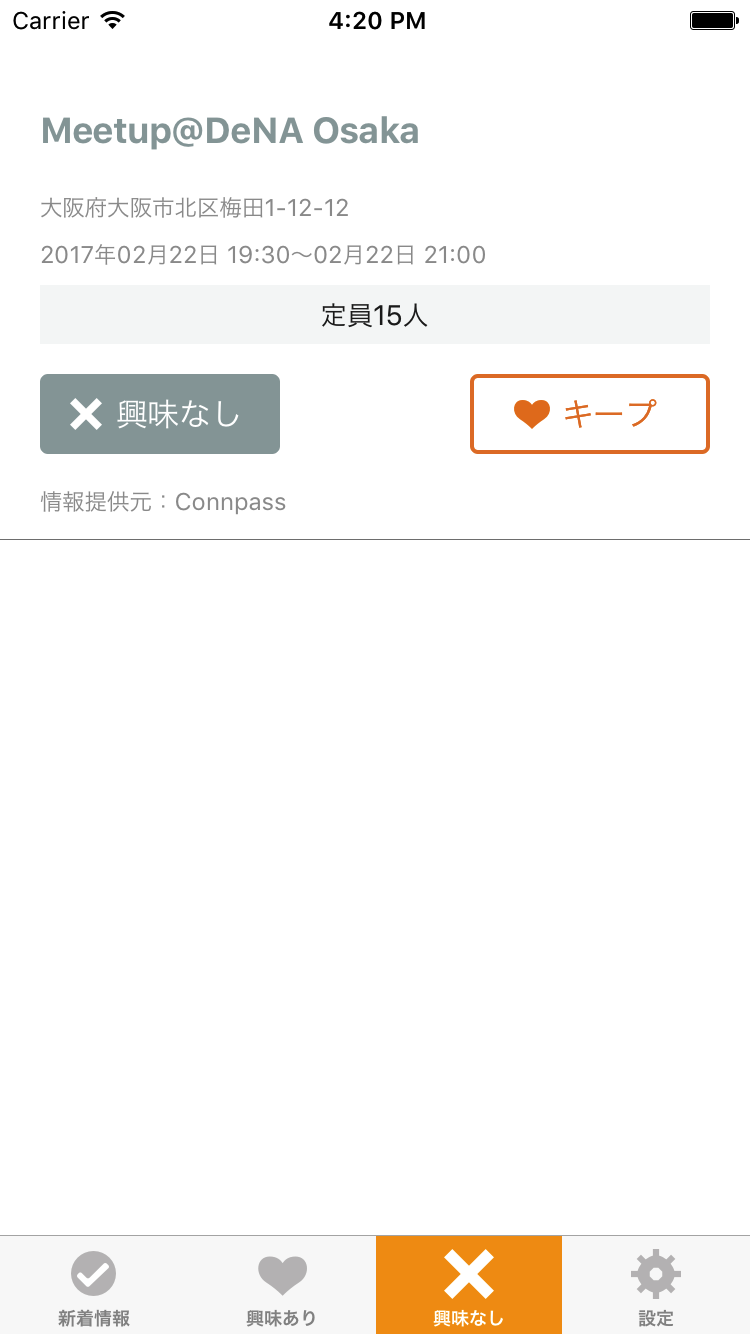 Carrier 4:20 PM
Meetup@DeNA Osaka
大阪府大阪市北区梅田1-12-12
2017年02月22日 19:30〜02月22日 21:00
定員15人
興味なし キープ
情報提供元：Connpass
新着情報 興味あり 興味なし 設定